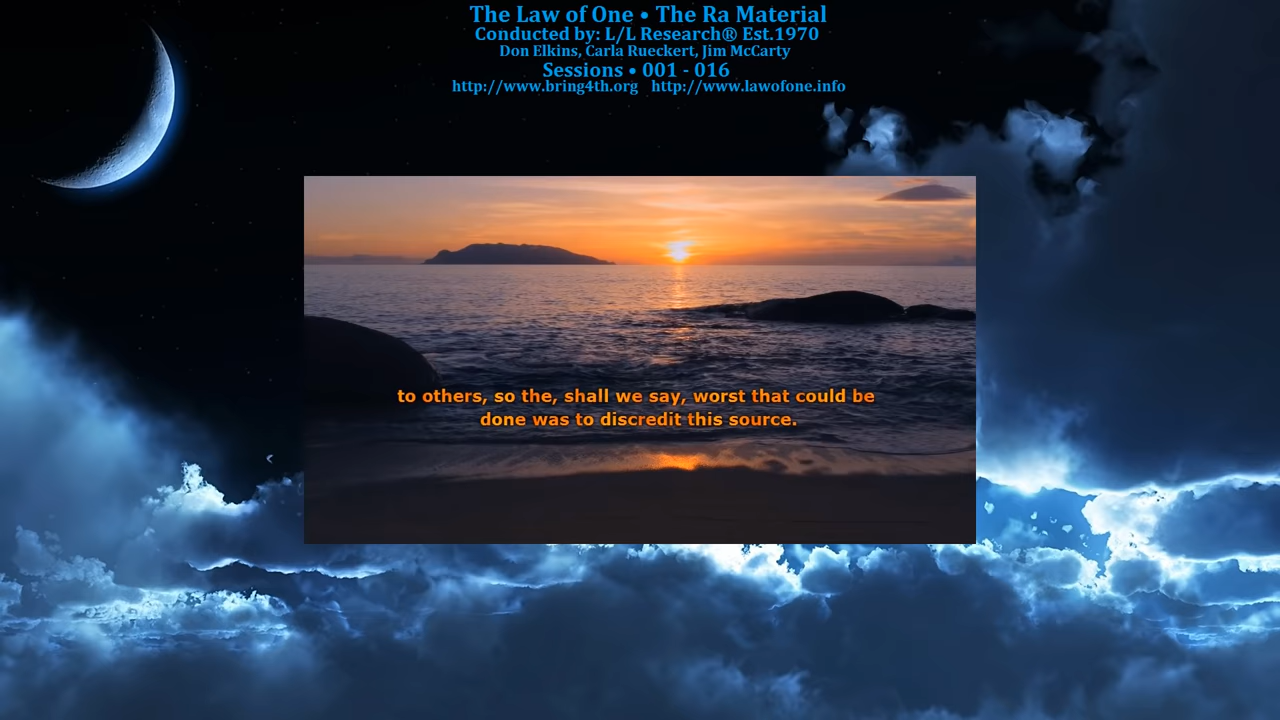 The Law of One • The Ra Material
Conducted by: L/L Research® Est.1970
Don Elkins, Carla Rueckert, Jim McCarty
Sessions • 001 - 016
http://www.bring4th.org http://www.lawofone.info
to others, so the, shall we say, worst that could be
done was to discredit this source.